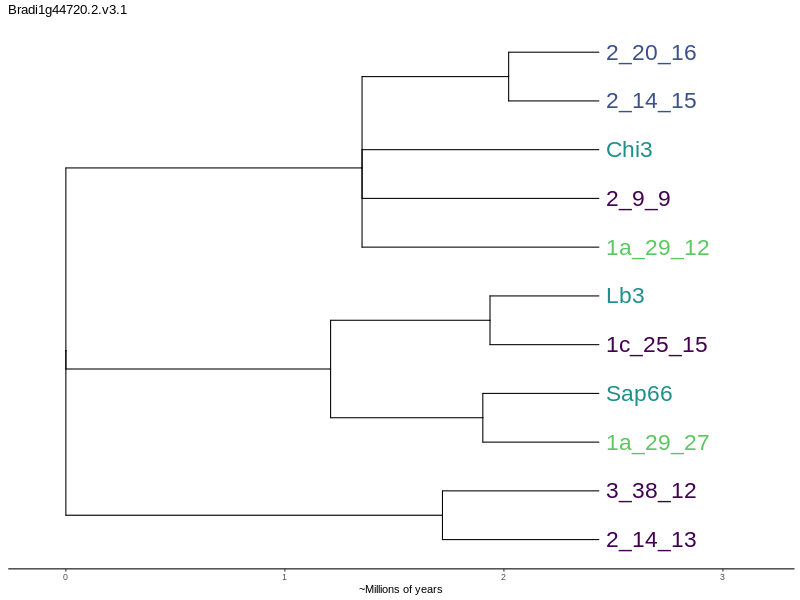 Bradi1g44720.2.v3.1
2_20_16
2_14_15
Chi3
2_9_9
1a_29_12
Lb3
1c_25_15
Sap66
1a_29_27
3_38_12
2_14_13
0 1 2 3
~Millions of years